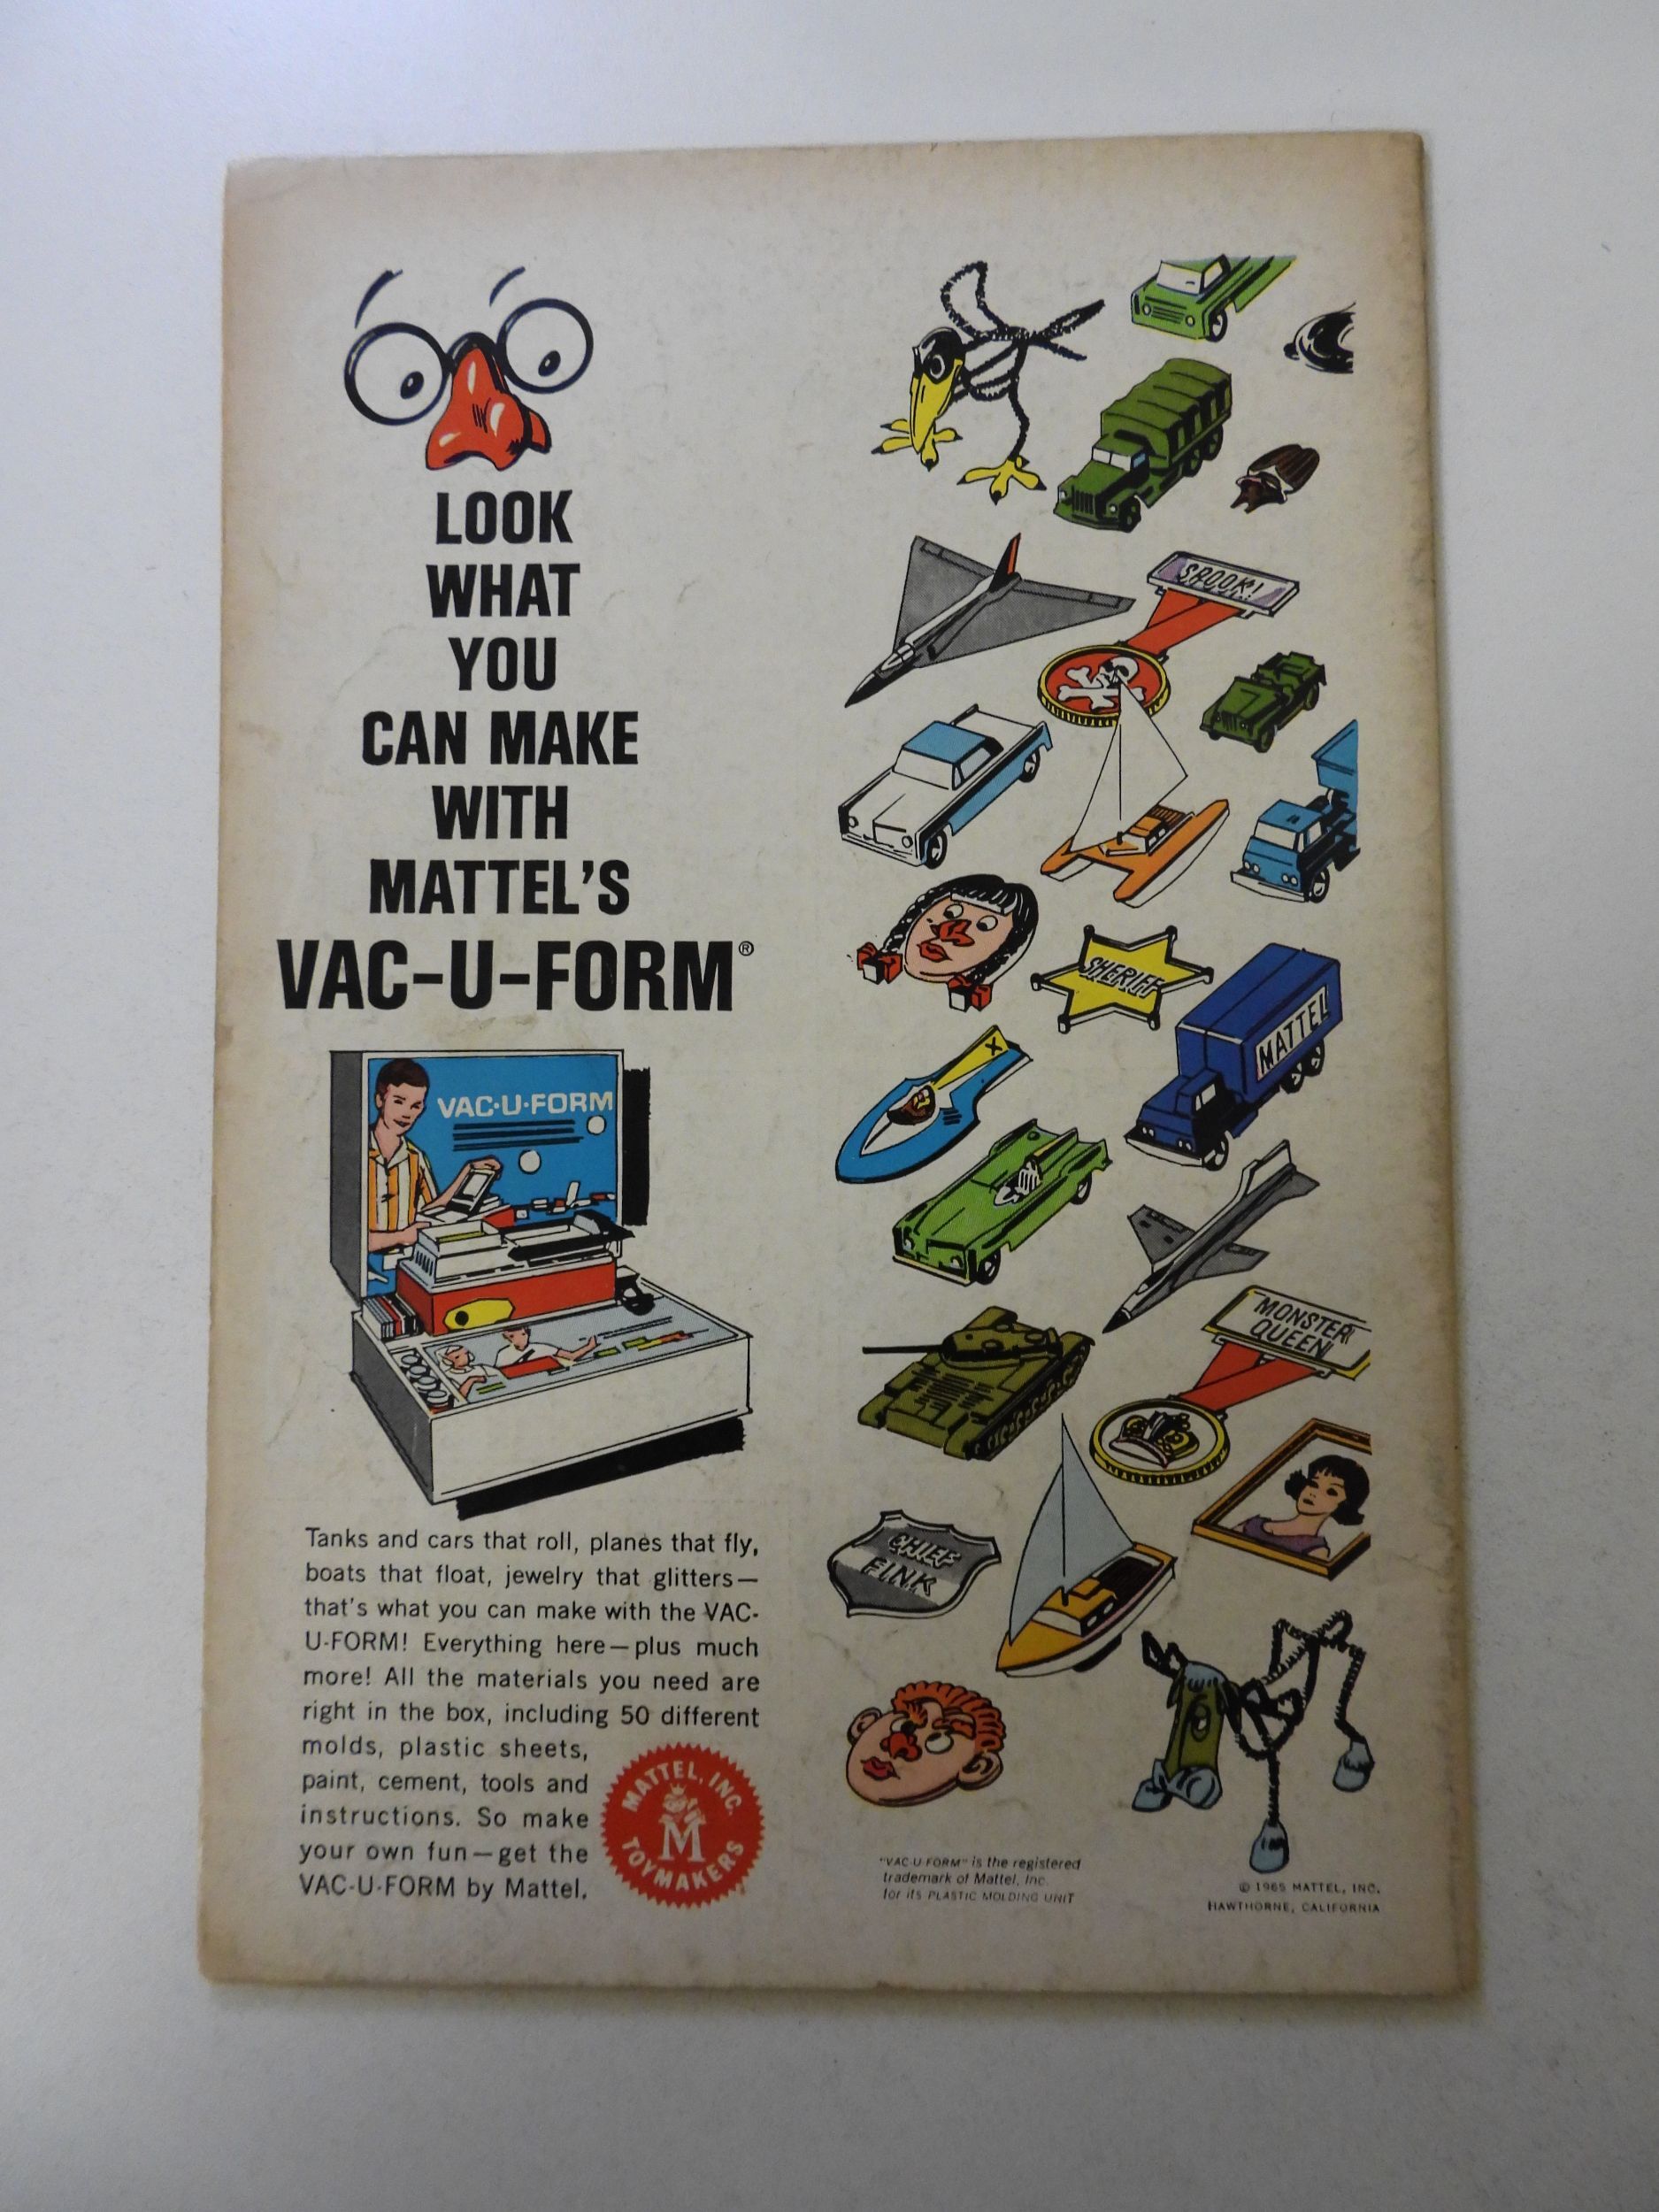 LOOK
WHAT
YOU
CAN MAKE
WITH
MATTEL'S
VAC-U-FORM®
VAC·U·FORM
Tanks and cars that roll, planes that fly,
boats that float, jewelry that glitters—
that's what you can make with the VAC-
U-FORM! Everything here—plus much
more! All the materials you need are
right in the box, including 50 different
molds, plastic sheets,
paint, cement, tools and
instructions. So make
your own fun—get the
VAC-U-FORM by Mattel.
MATTEL, INC.
M
TOYMAKERS
SPOOK!
SHERIFF
MATTEL
X
MONSTER
QUEEN
CHIEF
FINK
"VAC-U-FORM" is the registered
trademark of Mattel, Inc.
for its PLASTIC MOLDING UNIT
© 1965 MATTEL, INC.
HAWTHORNE, CALIFORNIA